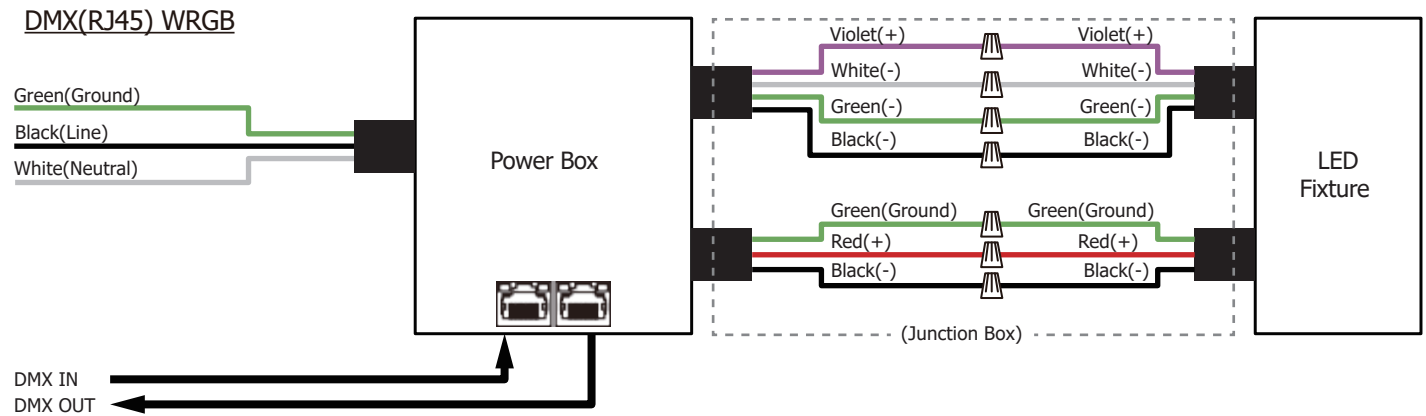 DMX(RJ45) WRGB
Violet(+) Violet(+)
White(-) White(-)
Green(Ground)
Green(-) Green(-)
Black(Line)
Black(-) Black(-)
White(Neutral)
Power Box
LED
Fixture
Green(Ground) Green(Ground)
Red(+) Red(+)
Black(-) Black(-)
(Junction Box)
DMX IN
DMX OUT